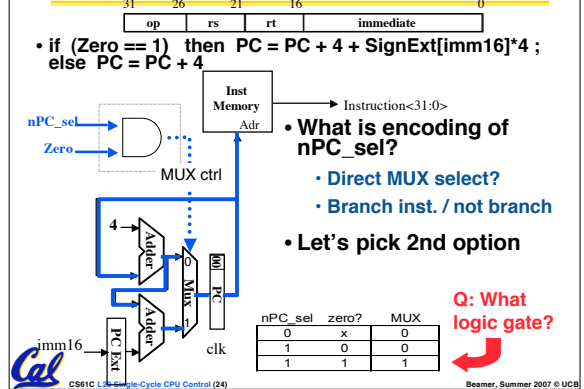 31 26 21 16 0
op rs rt immediate
• if (Zero == 1) then PC = PC + 4 + SignExt[imm16]*4 ;
else PC = PC + 4
Inst
Memory
Adr
Instruction<31:0>
nPC_sel
Zero
MUX ctrl
• What is encoding of
nPC_sel?
• Direct MUX select?
• Branch inst. / not branch
• Let's pick 2nd option
4
Adder
0
Mux
1
00
PC
Adder
imm16
PC Ext
clk
nPC_sel zero? MUX
0 x 0
1 0 0
1 1 1
Q: What
logic gate?
Cal
CS61C L20 Single-Cycle CPU Control (24)
Beamer, Summer 2007 © UCB